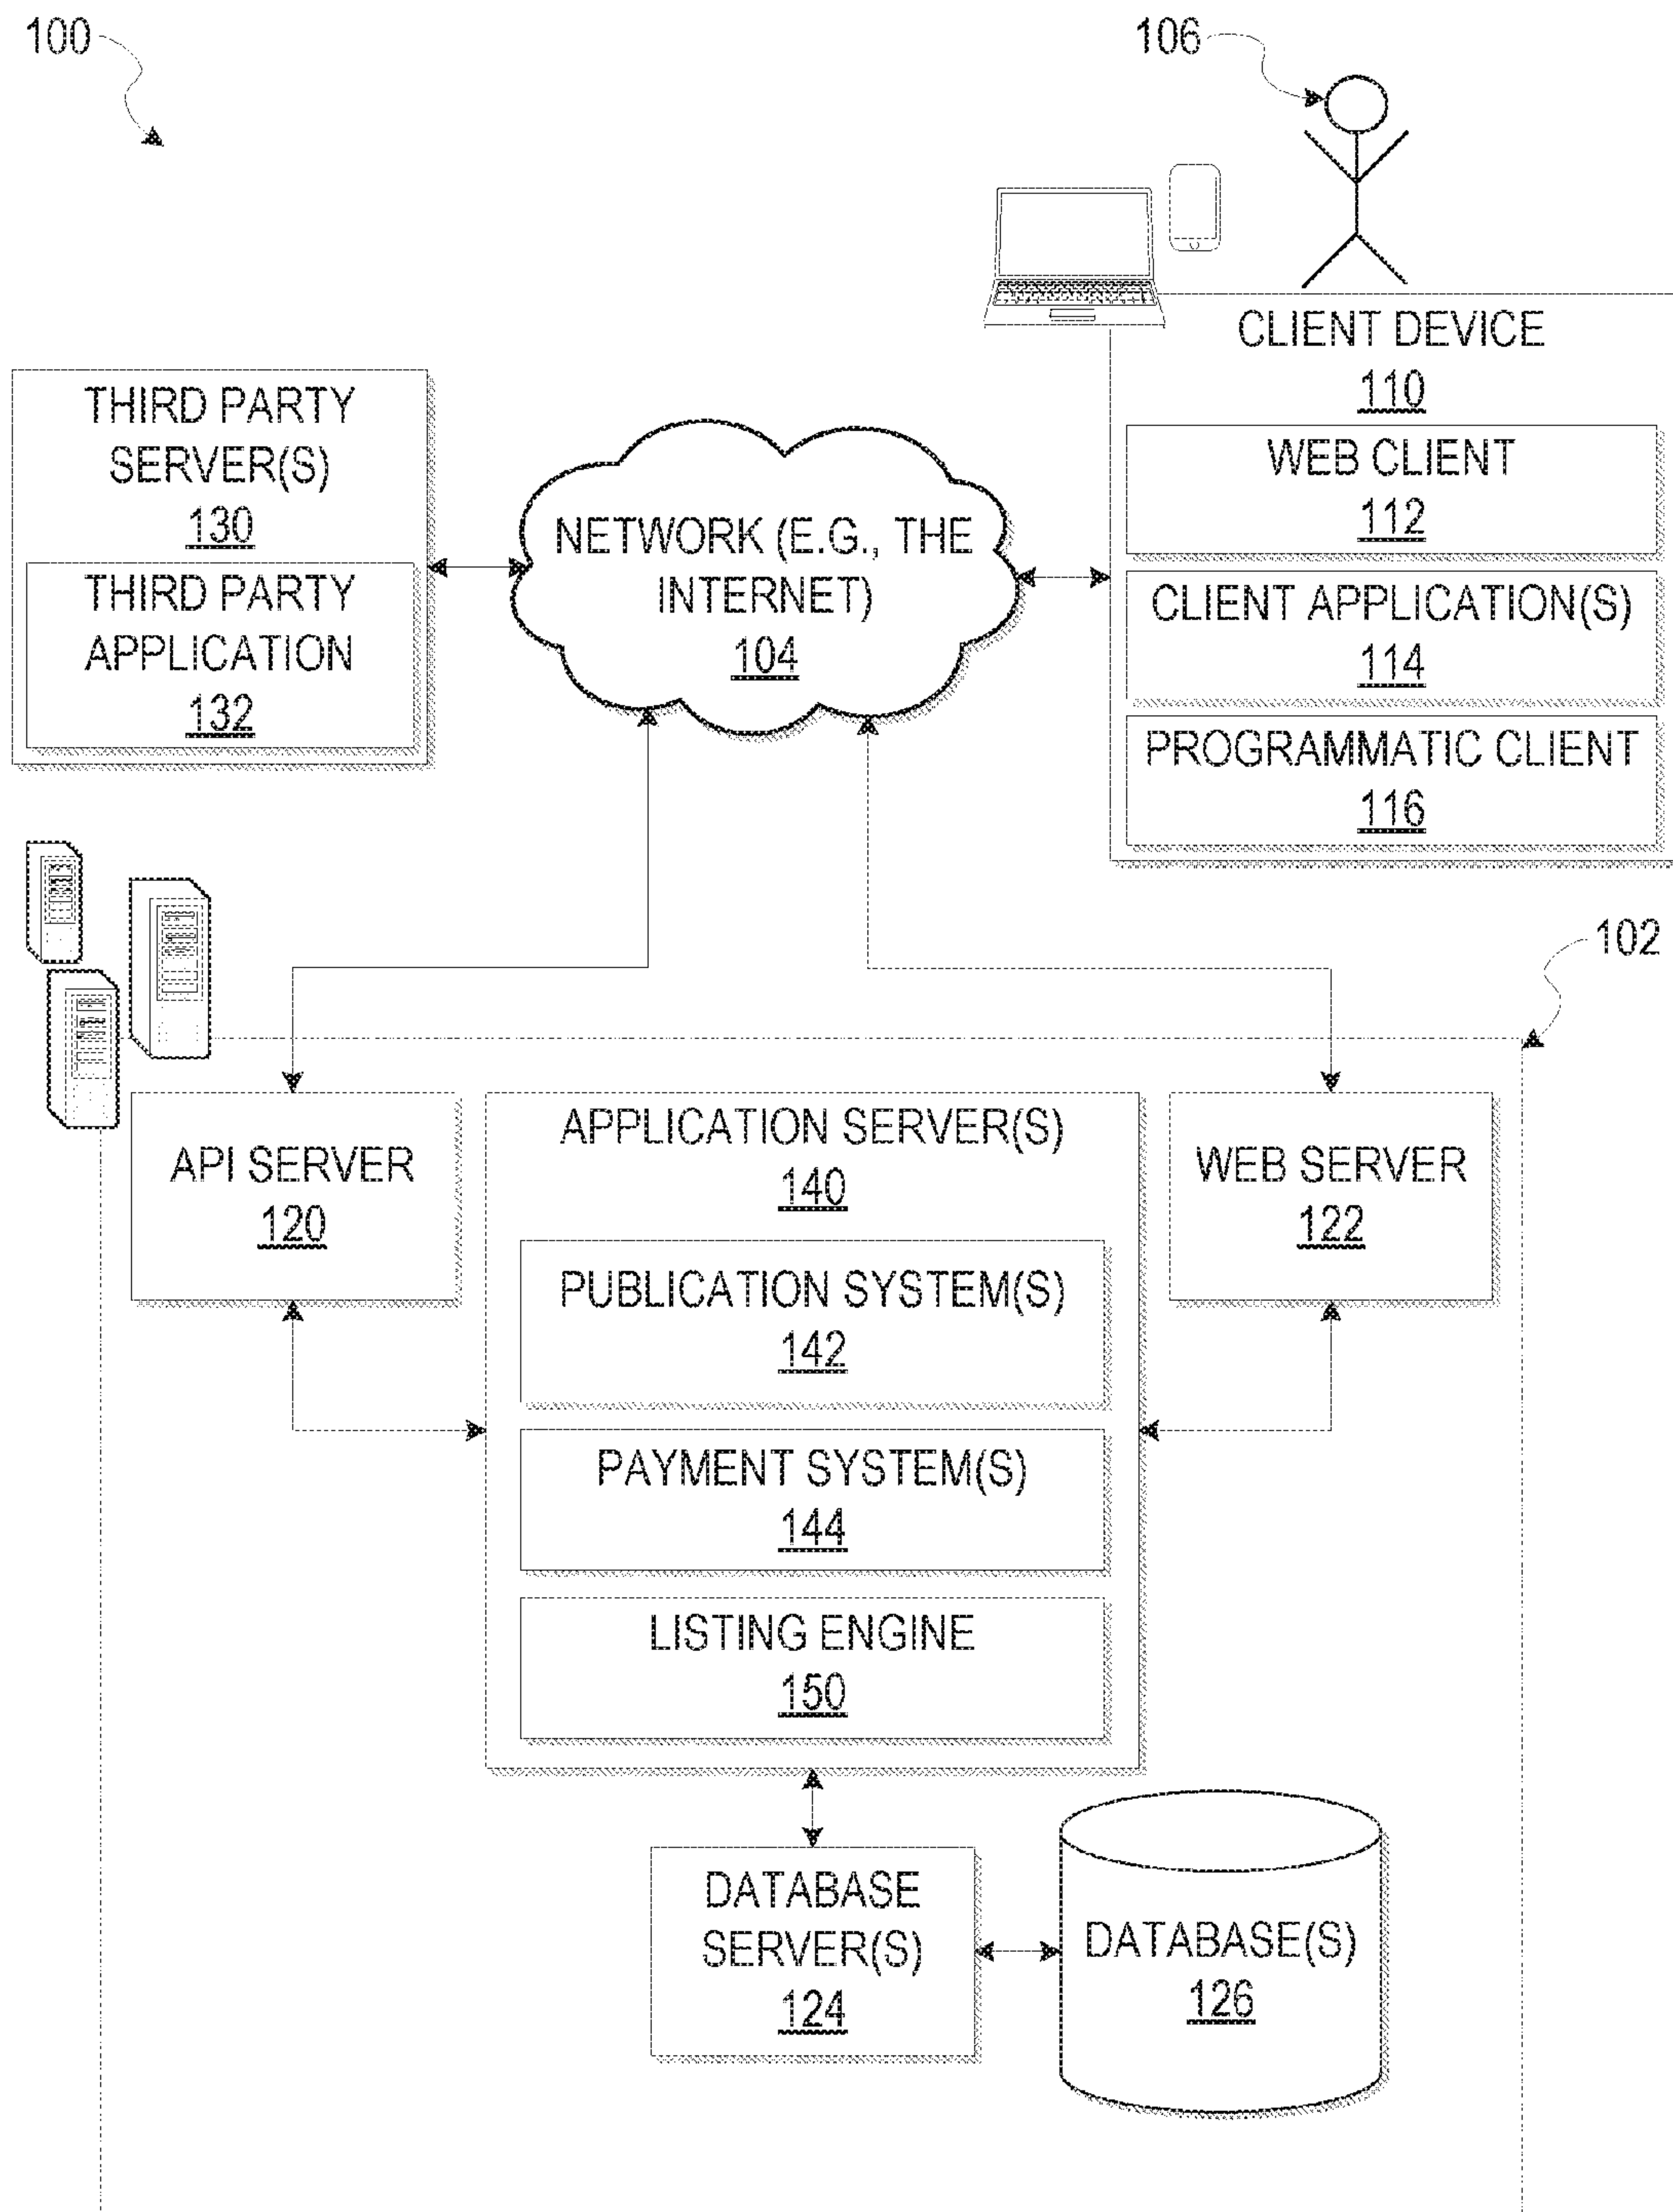 100
106
CLIENT DEVICE
110
WEB CLIENT
112
CLIENT APPLICATION(S)
114
PROGRAMMATIC CLIENT
116
THIRD PARTY
SERVER(S)
130
THIRD PARTY
APPLICATION
132
NETWORK (E.G., THE
INTERNET)
104
102
API SERVER
120
APPLICATION SERVER(S)
140
PUBLICATION SYSTEM(S)
142
PAYMENT SYSTEM(S)
144
LISTING ENGINE
150
WEB SERVER
122
DATABASE
SERVER(S)
124
DATABASE(S)
126